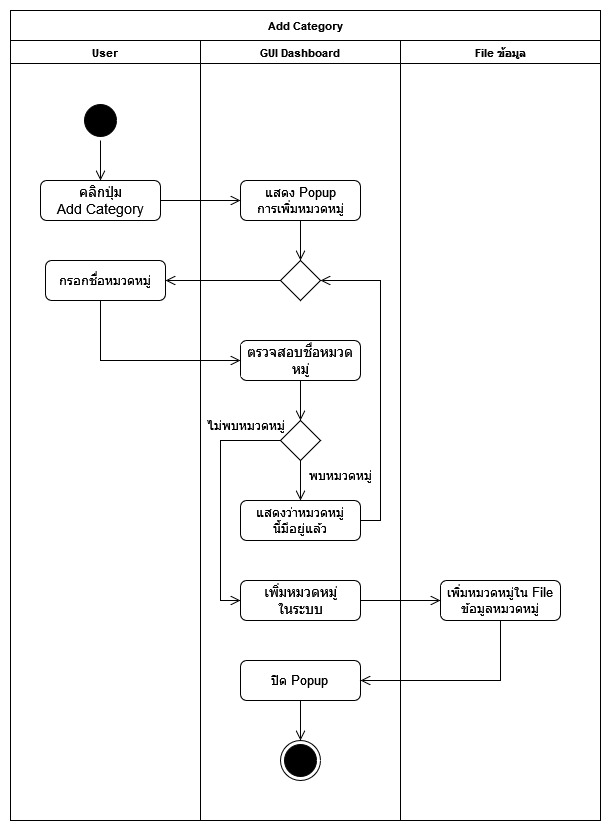 Add Category
User
GUI Dashboard
File ข้อมูล
คลิกปุ่ม
Add Category
แสดง Popup
การเพิ่มหมวดหมู่
กรอกชื่อหมวดหมู่
ตรวจสอบชื่อหมวด
หมู่
ไม่พบหมวดหมู่
พบหมวดหมู่
แสดงว่าหมวดหมู่
นี้มีอยู่แล้ว
เพิ่มหมวดหมู่
ในระบบ
เพิ่มหมวดหมู่ใน File
ข้อมูลหมวดหมู่
ปิด Popup